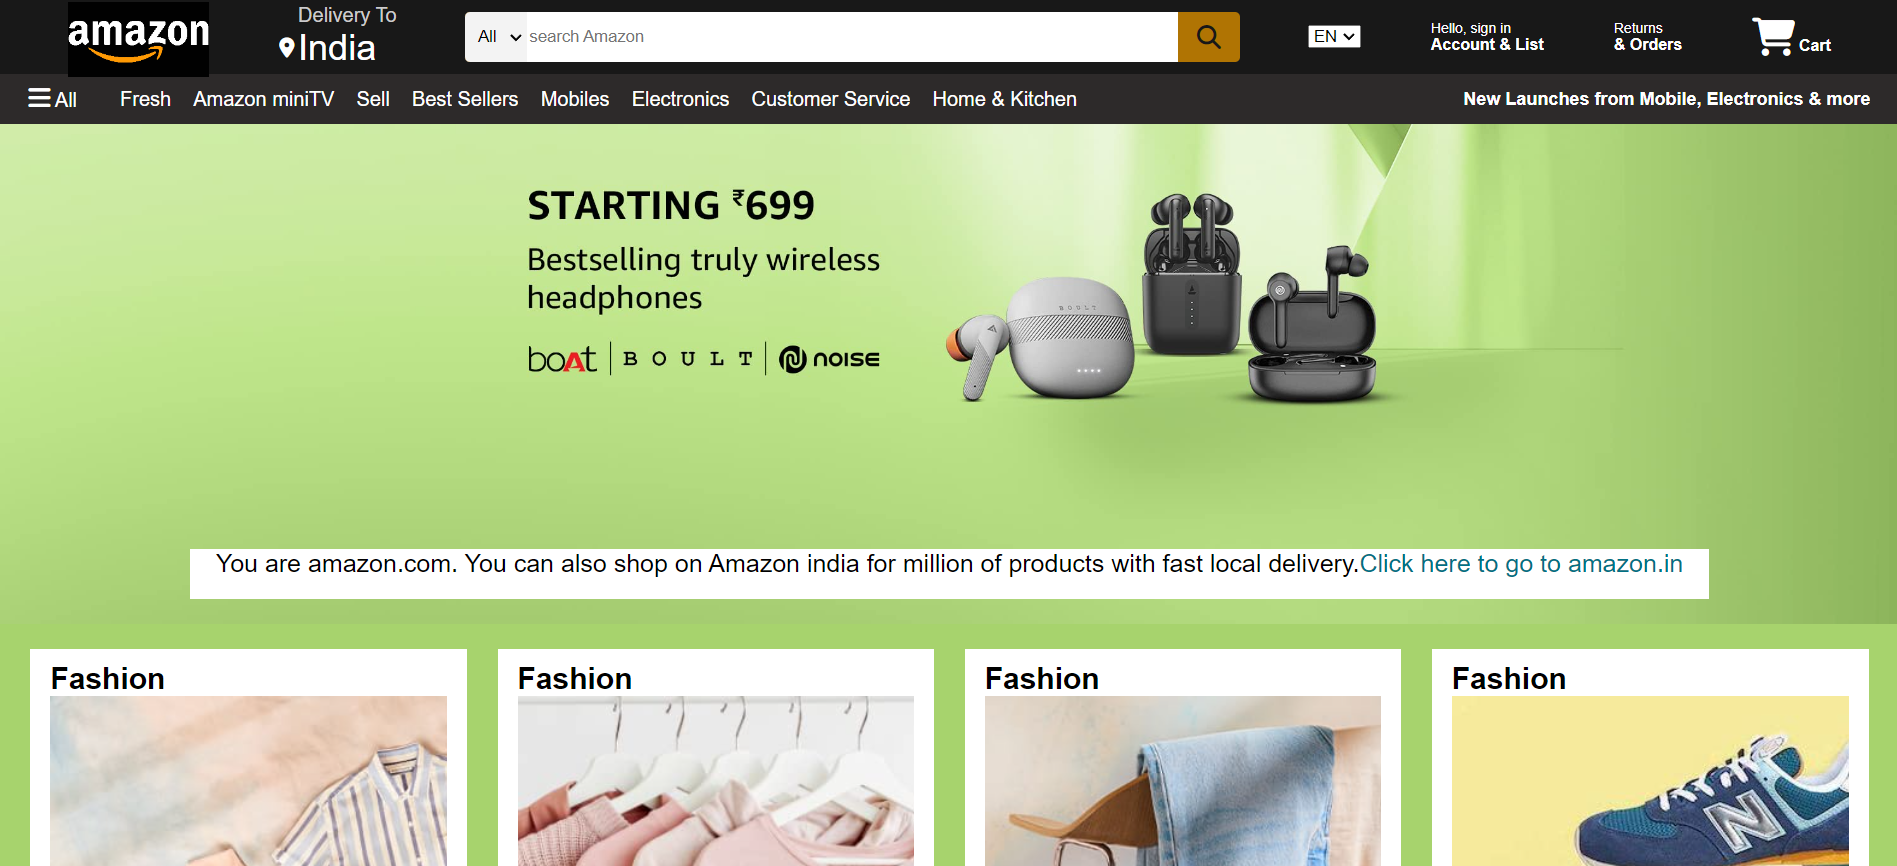 amazon
Delivery To
India
All
search Amazon
EN
Hello, sign in
Account & List
Returns
& Orders
Cart
All
Fresh
Amazon miniTV
Sell
Best Sellers
Mobiles
Electronics
Customer Service
Home & Kitchen
New Launches from Mobile, Electronics & more
STARTING ₹699
Bestselling truly wireless
headphones
boAt
BOULT
NOISE
BOULT
You are amazon.com. You can also shop on Amazon india for million of products with fast local delivery.Click here to go to amazon.in
Fashion
Fashion
Fashion
Fashion
N